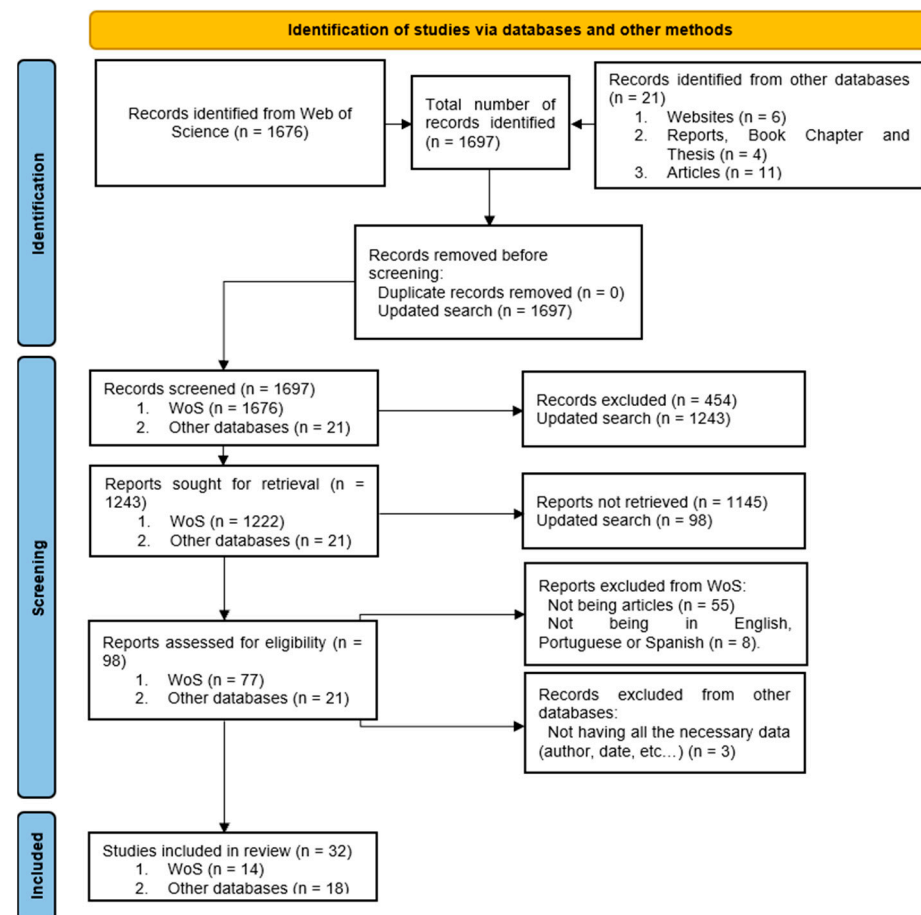 Identification of studies via databases and other methods
Identification
Records identified from Web of
Science (n = 1676)
Total number of
records identified
(n = 1697)
Records identified from other databases
(n = 21)
1. Websites (n = 6)
2. Reports, Book Chapter and
Thesis (n = 4)
3. Articles (n = 11)
Records removed before
screening:
Duplicate records removed (n = 0)
Updated search (n = 1697)
Screening
Records screened (n = 1697)
1. WoS (n = 1676)
2. Other databases (n = 21)
Records excluded (n = 454)
Updated search (n = 1243)
Reports sought for retrieval (n =
1243)
1. WoS (n = 1222)
2. Other databases (n = 21)
Reports not retrieved (n = 1145)
Updated search (n = 98)
Reports assessed for eligibility (n =
98)
1. WoS (n = 77)
2. Other databases (n = 21)
Reports excluded from WoS:
Not being articles (n = 55)
Not being in English,
Portuguese or Spanish (n = 8).
Records excluded from other
databases:
Not having all the necessary data
(author, date, etc…) (n = 3)
Included
Studies included in review (n = 32)
1. WoS (n = 14)
2. Other databases (n = 18)